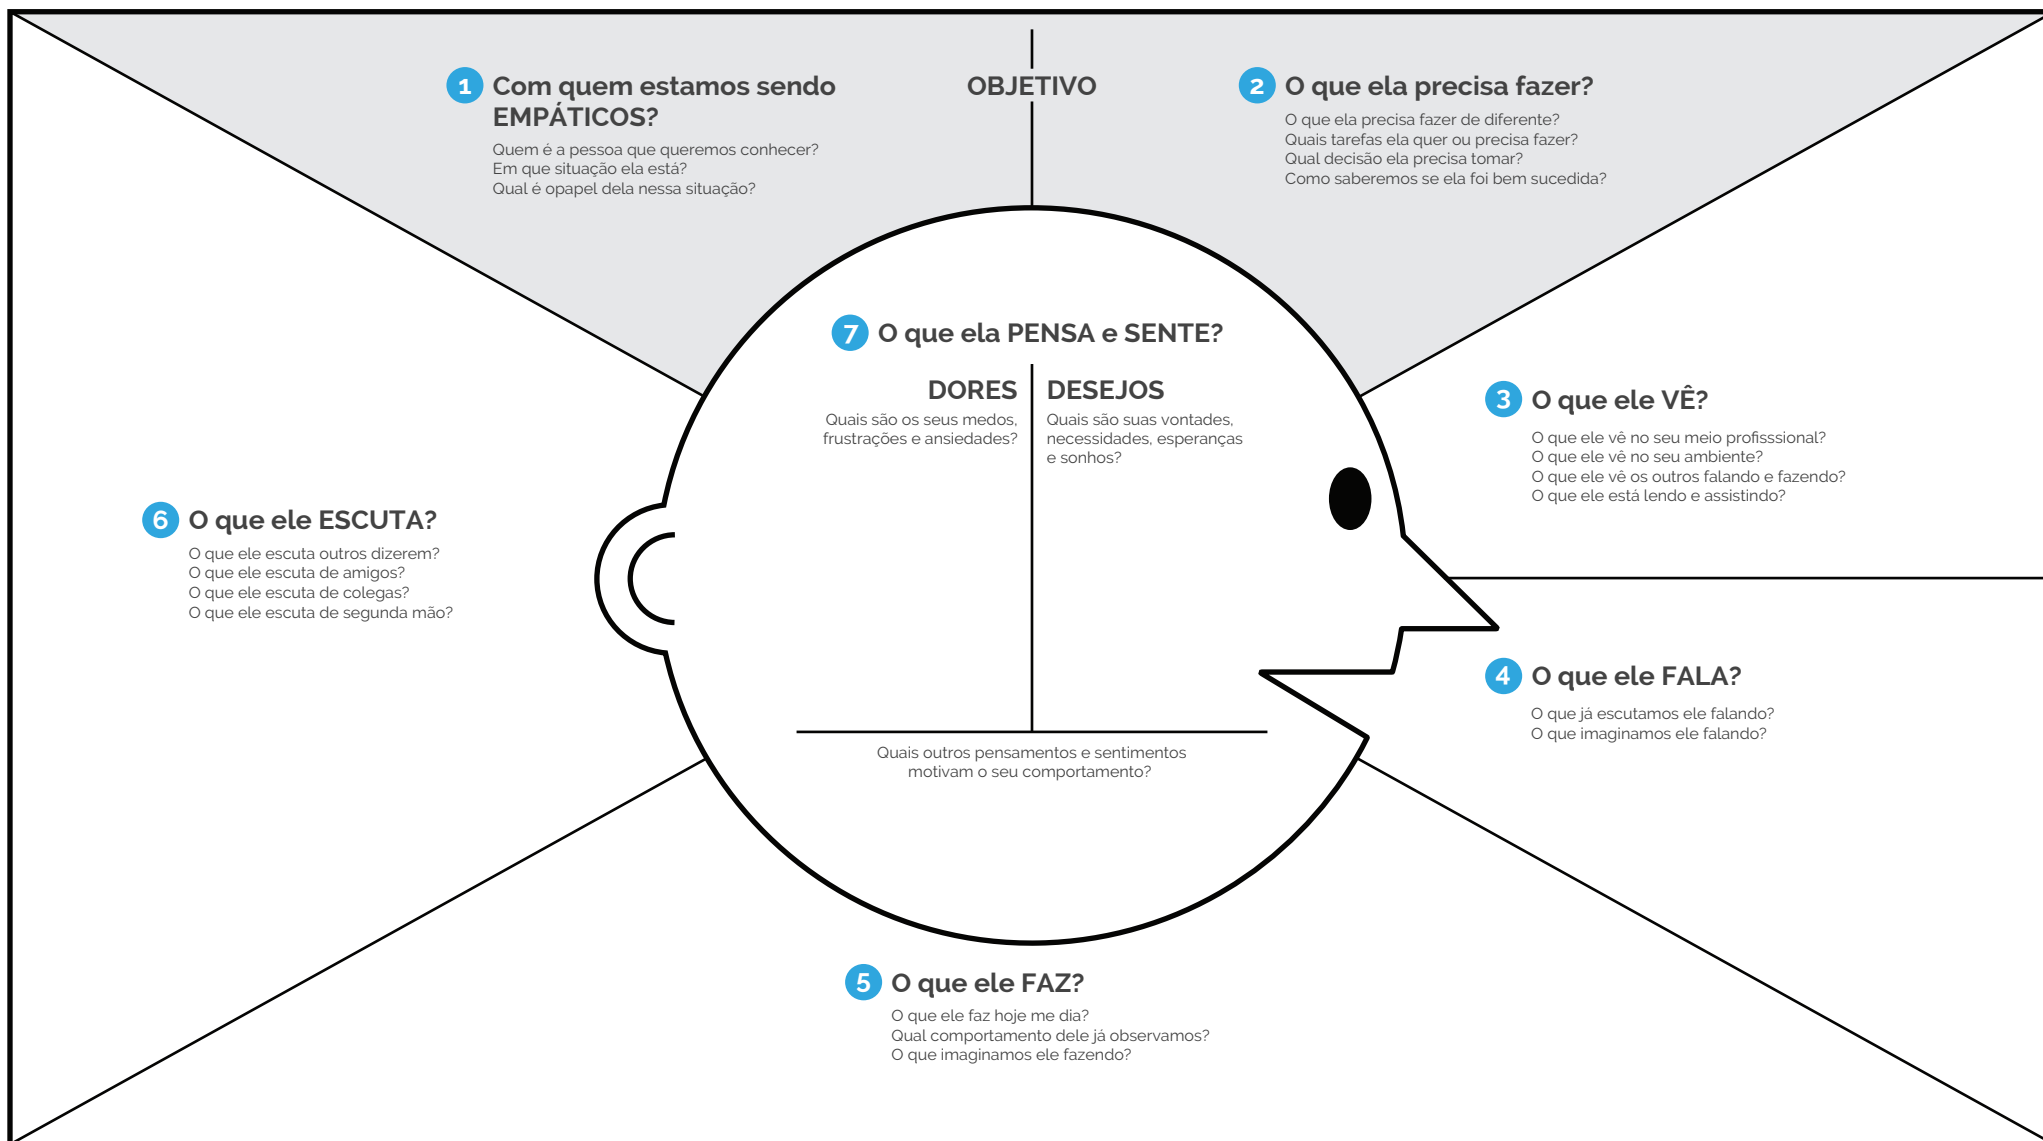 1 Com quem estamos sendo
EMPÁTICOS?
Quem é a pessoa que queremos conhecer?
Em que situação ela está?
Qual é opapel dela nessa situação?
OBJETIVO
2 O que ela precisa fazer?
O que ela precisa fazer de diferente?
Quais tarefas ela quer ou precisa fazer?
Qual decisão ela precisa tomar?
Como saberemos se ela foi bem sucedida?
3 O que ele VÊ?
O que ele vê no seu meio profisssional?
O que ele vê no seu ambiente?
O que ele vê os outros falando e fazendo?
O que ele está lendo e assistindo?
4 O que ele FALA?
O que já escutamos ele falando?
O que imaginamos ele falando?
5 O que ele FAZ?
O que ele faz hoje me dia?
Qual comportamento dele já observamos?
O que imaginamos ele fazendo?
6 O que ele ESCUTA?
O que ele escuta outros dizerem?
O que ele escuta de amigos?
O que ele escuta de colegas?
O que ele escuta de segunda mão?
7 O que ela PENSA e SENTE?
DORES
Quais são os seus medos,
frustrações e ansiedades?
DESEJOS
Quais são suas vontades,
necessidades, esperanças
e sonhos?
Quais outros pensamentos e sentimentos
motivam o seu comportamento?